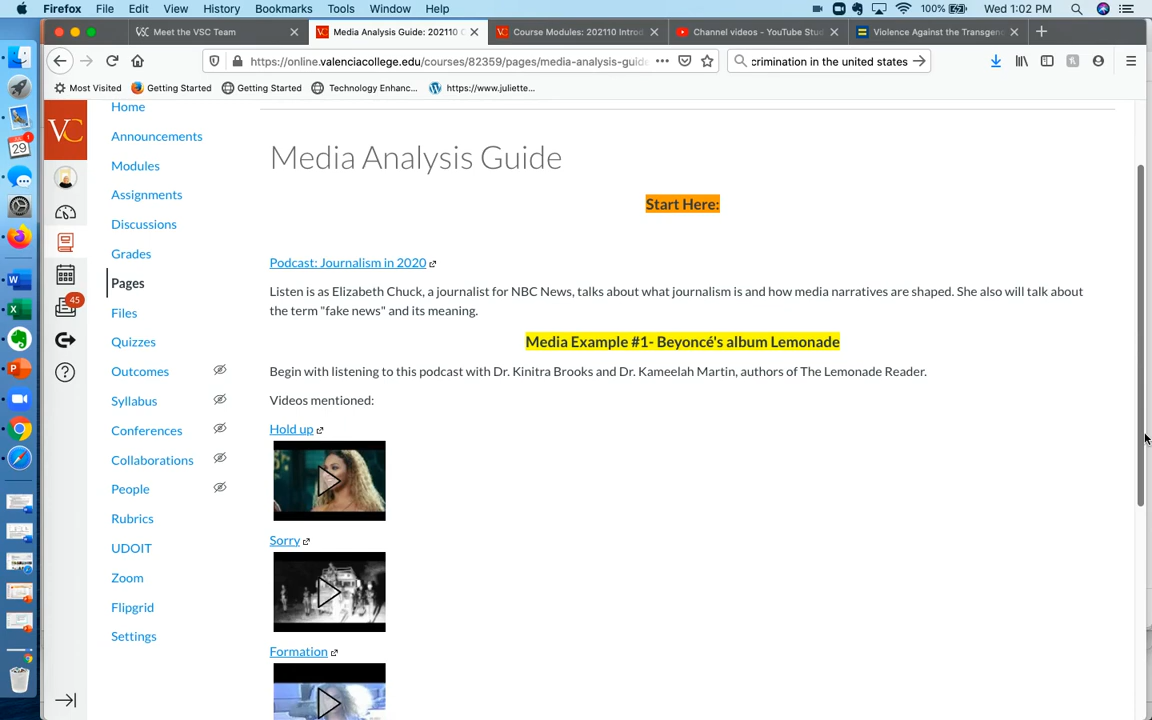 Firefox File Edit View History Bookmarks Tools Window Help 100% Wed 1:02 PM
Meet the VSC Team
Media Analysis Guide: 202110
Course Modules: 202110 Introd
Channel videos - YouTube Stud
Violence Against the Transgen
https://online.valenciacollege.edu/courses/82359/pages/media-analysis-guide
crimination in the united states
Most Visited Getting Started Getting Started Technology Enhanc... https://www.juliette...
VC
29
1
45
Home
Announcements
Modules
Assignments
Discussions
Grades
Pages
Files
Quizzes
Outcomes
Syllabus
Conferences
Collaborations
People
Rubrics
UDOIT
Zoom
Flipgrid
Settings
Media Analysis Guide
Start Here:
Podcast: Journalism in 2020
Listen is as Elizabeth Chuck, a journalist for NBC News, talks about what journalism is and how media narratives are shaped. She also will talk about
the term "fake news" and its meaning.
Media Example #1- Beyoncé's album Lemonade
Begin with listening to this podcast with Dr. Kinitra Brooks and Dr. Kameelah Martin, authors of The Lemonade Reader.
Videos mentioned:
Hold up
Sorry
Formation